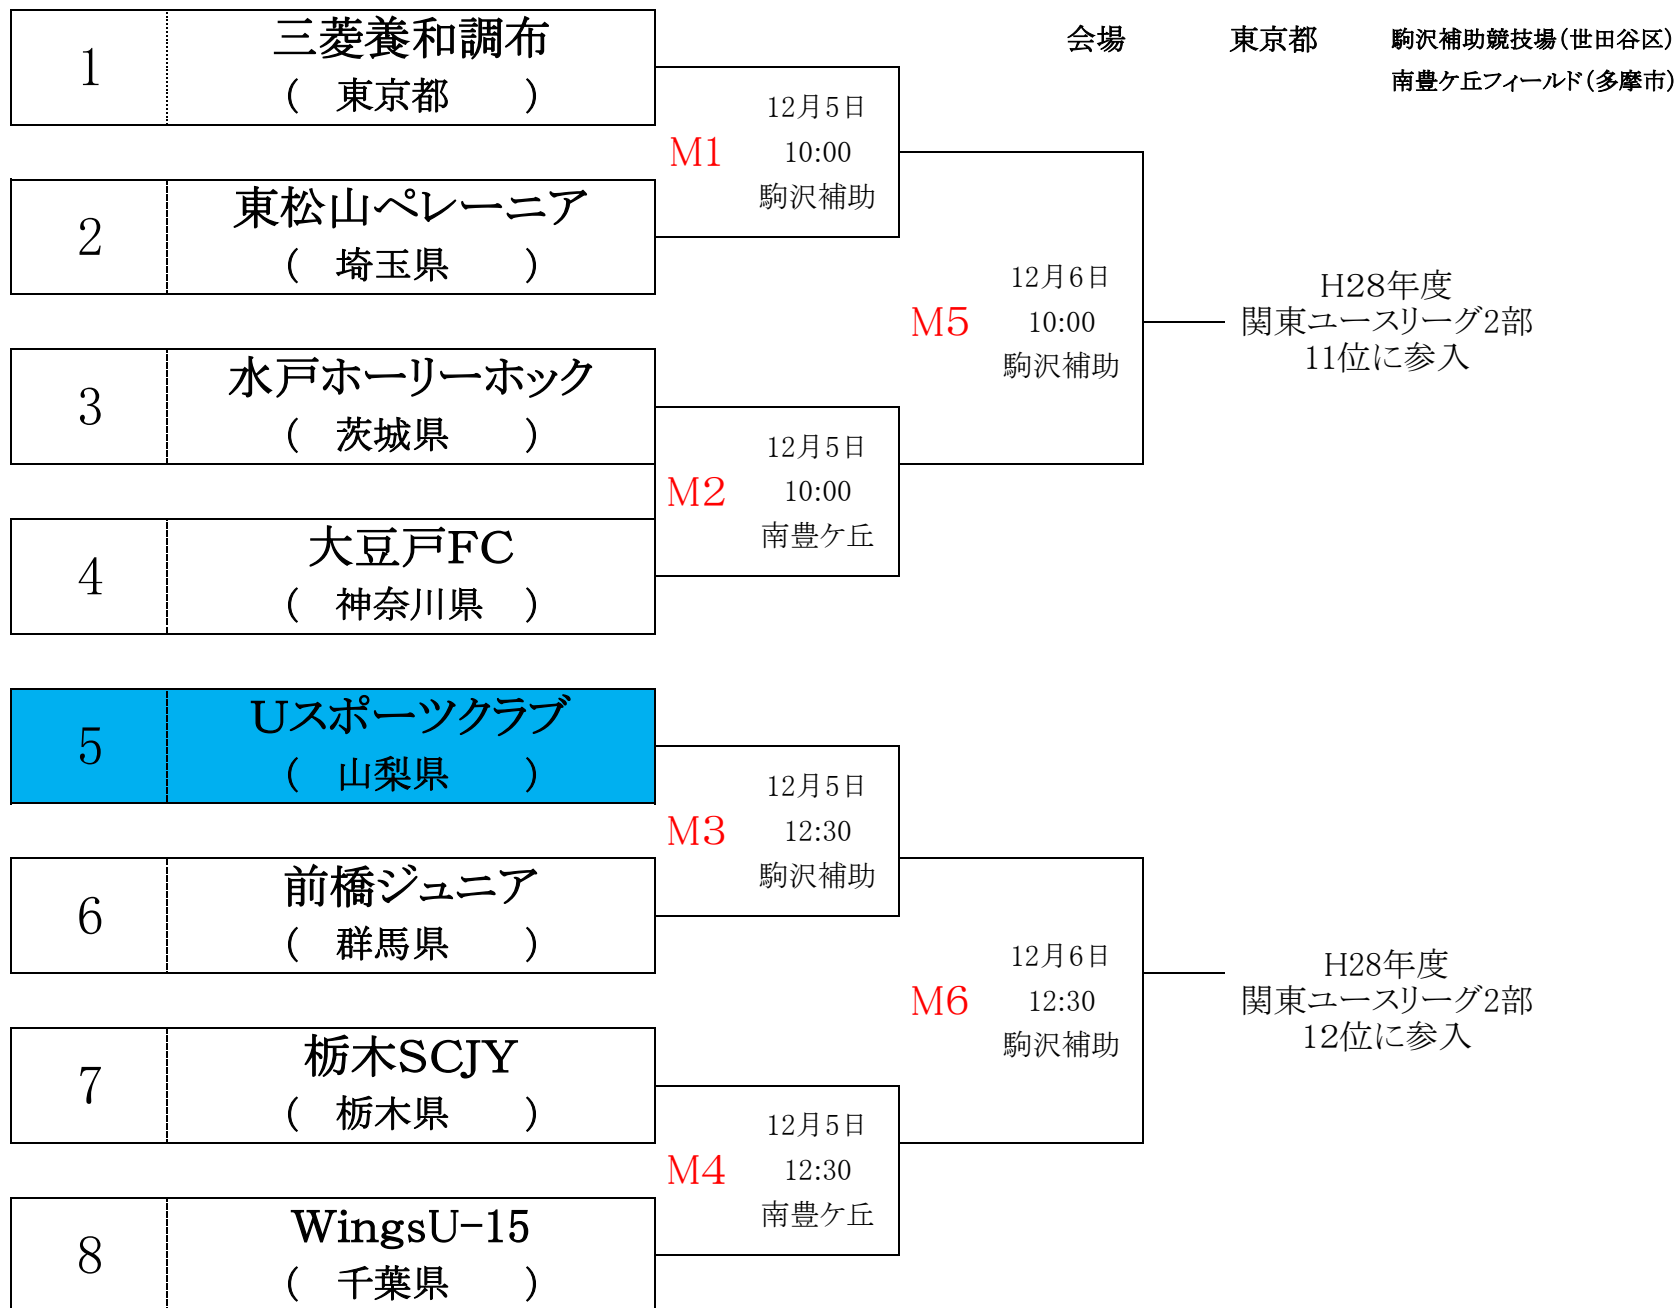 会場 東京都 駒沢補助競技場(世田谷区)
南豊ケ丘フィールド(多摩市)
1 三菱養和調布
( 東京都 )
M1
12月5日
10:00
駒沢補助
2 東松山ペレーニア
( 埼玉県 )
M5
12月6日
10:00
駒沢補助
H28年度
関東ユースリーグ2部
11位に参入
3 水戸ホーリーホック
( 茨城県 )
M2
12月5日
10:00
南豊ケ丘
4 大豆戸FC
( 神奈川県 )
5 Uスポーツクラブ
( 山梨県 )
M3
12月5日
12:30
駒沢補助
6 前橋ジュニア
( 群馬県 )
M6
12月6日
12:30
駒沢補助
H28年度
関東ユースリーグ2部
12位に参入
7 栃木SCJY
( 栃木県 )
M4
12月5日
12:30
南豊ケ丘
8 WingsU-15
( 千葉県 )